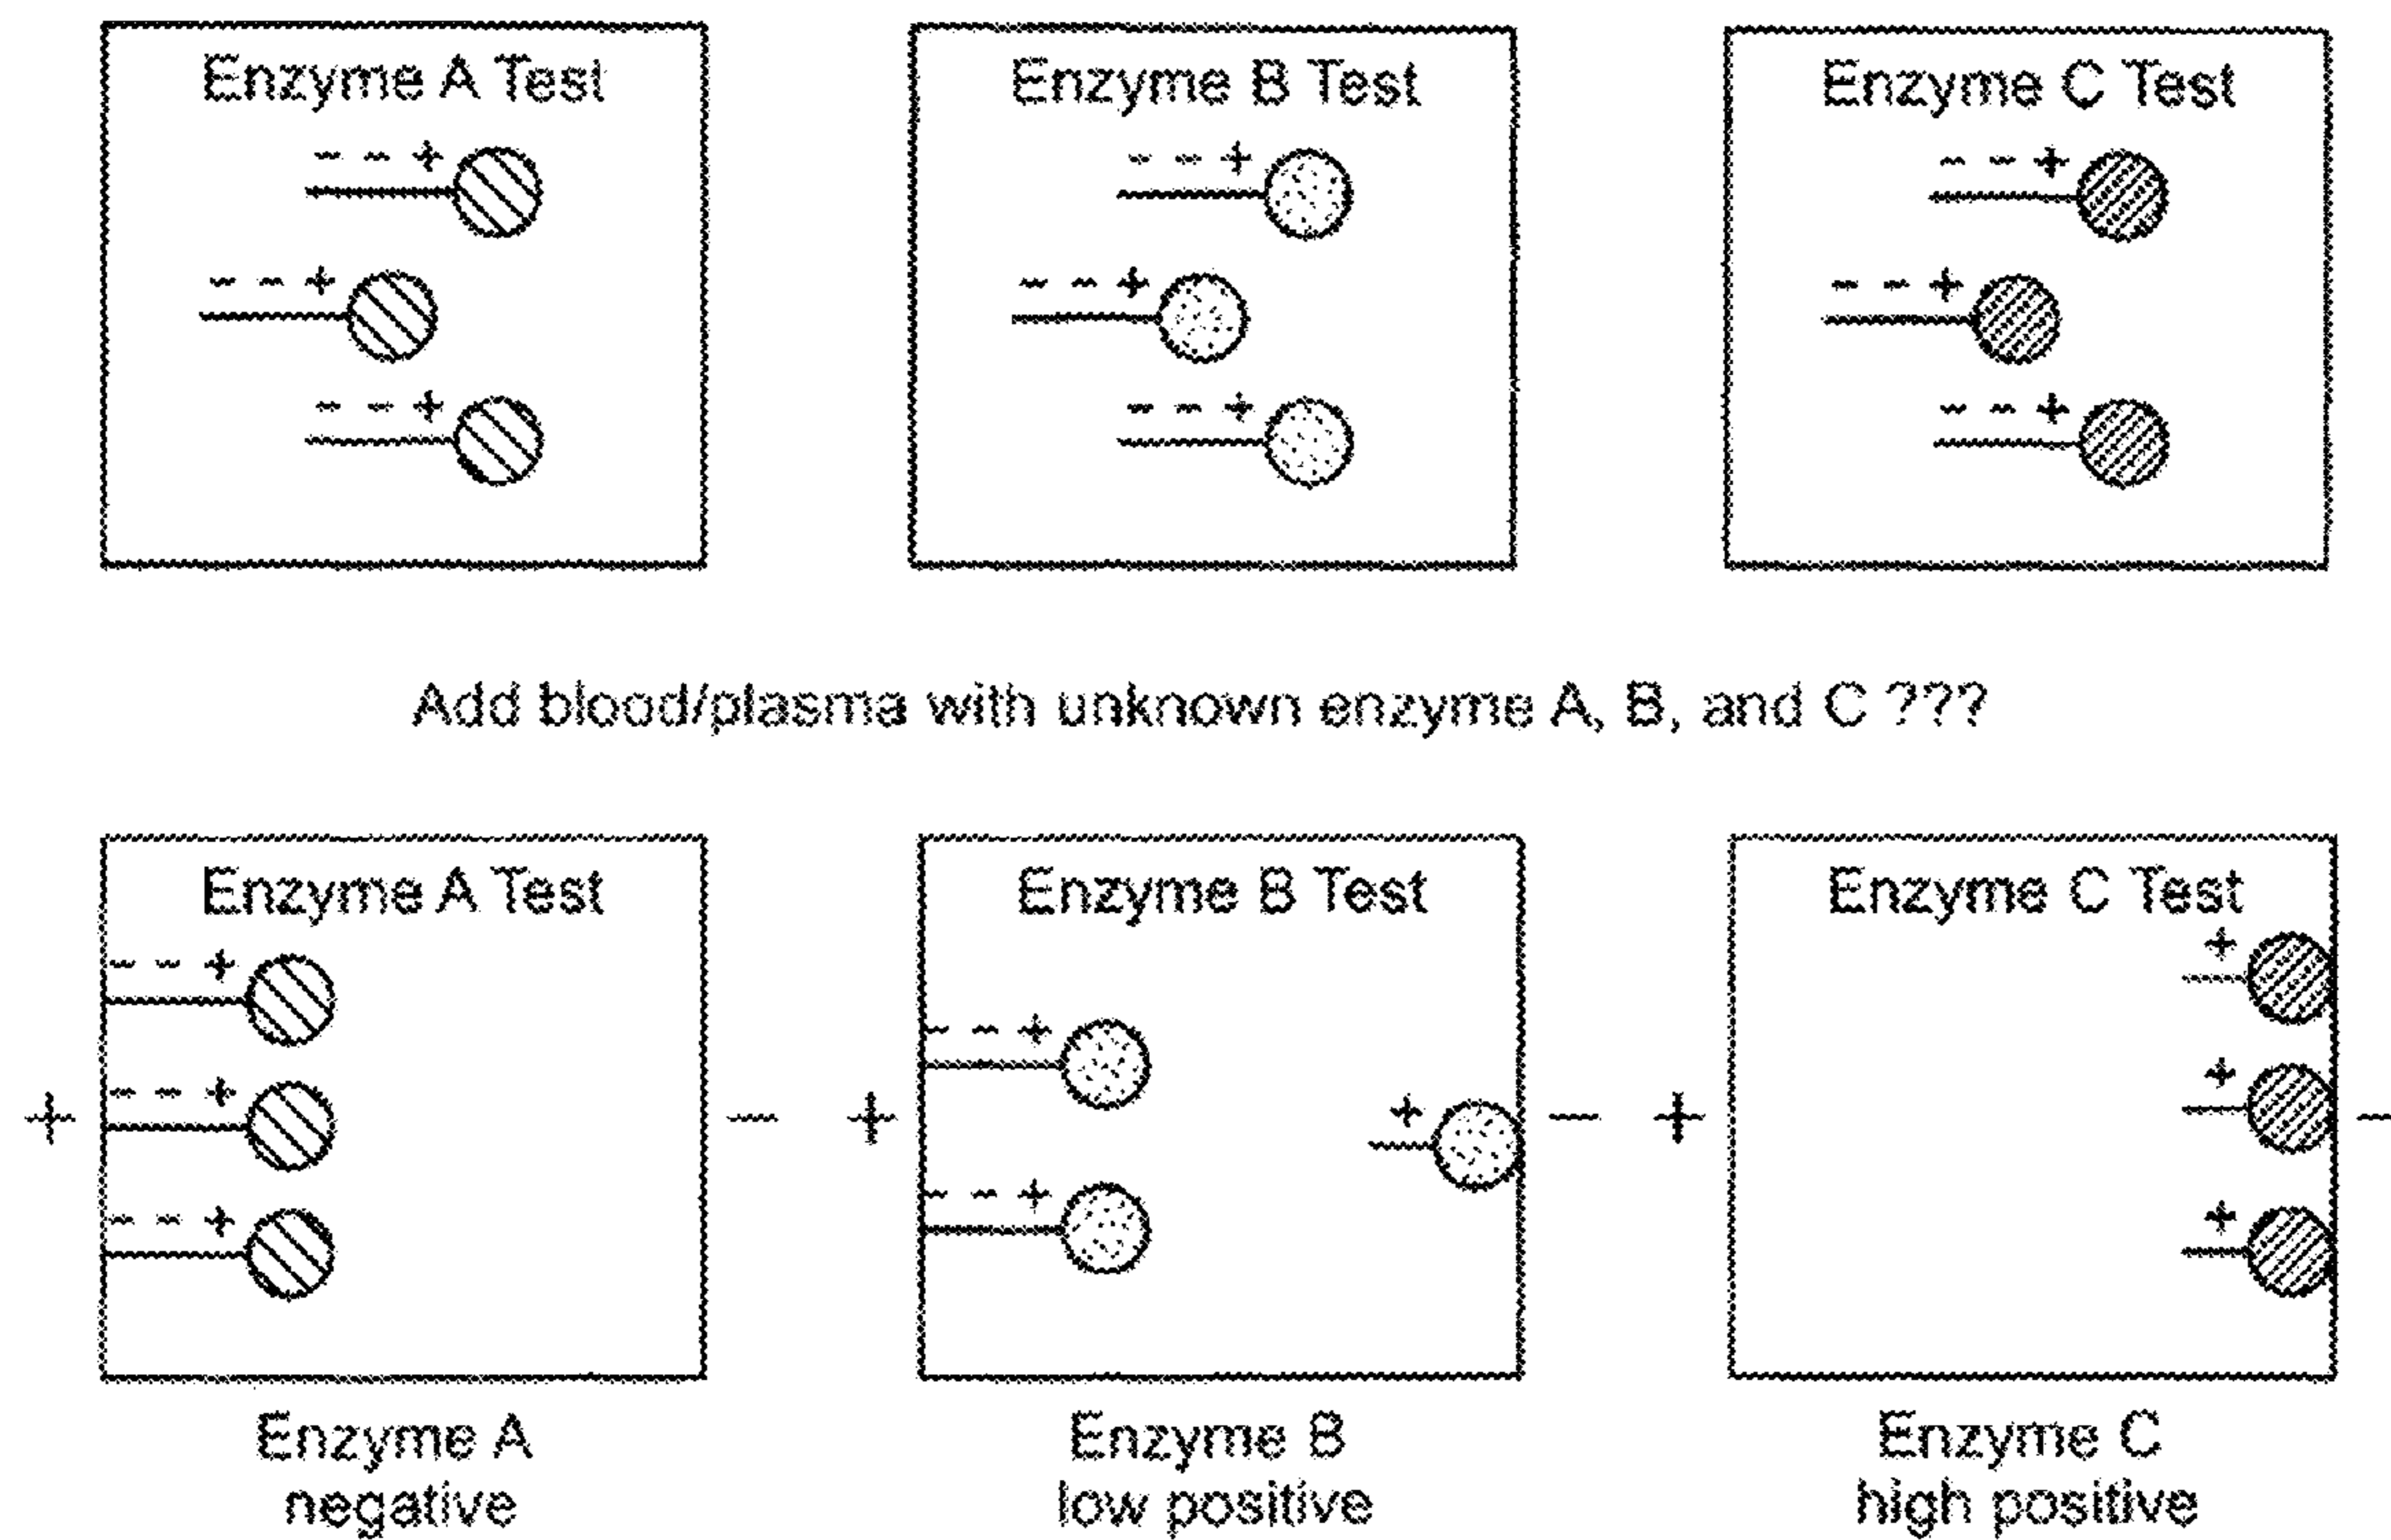 Enzyme A Test
Enzyme B Test
Enzyme C Test
- - +
- - +
- - +
- - +
- - +
- - +
- - +
- - +
- - +
Add blood/plasma with unknown enzyme A, B, and C ???
Enzyme A Test
Enzyme B Test
Enzyme C Test
+
- - +
- - +
- - +
-
+
- - +
- - +
+
-
+
+
+
+
-
Enzyme A
negative
Enzyme B
low positive
Enzyme C
high positive